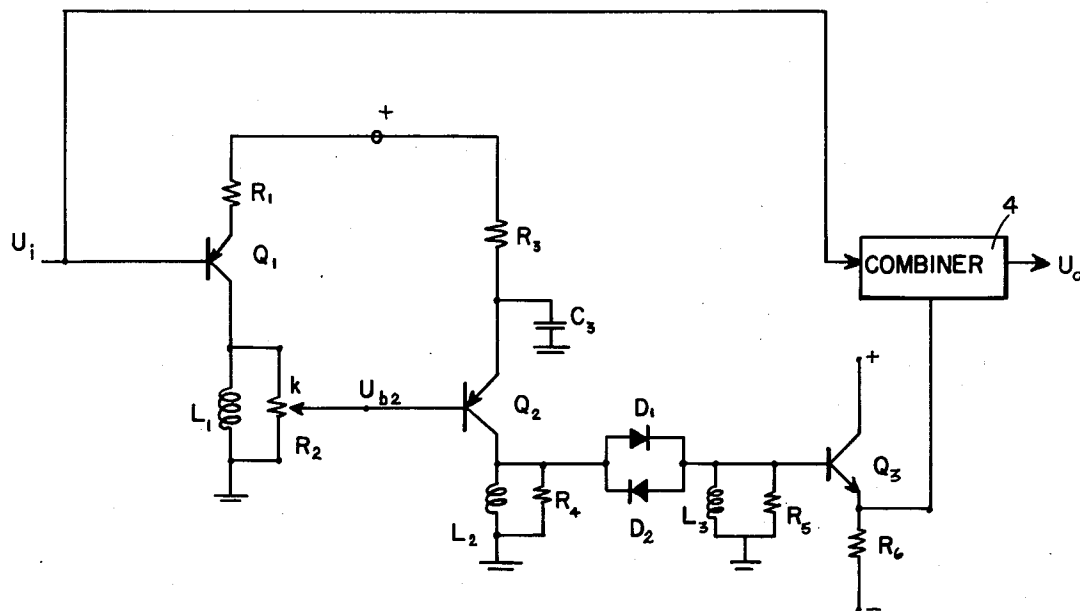 +
4
R₁
Uᵢ
Q₁
R₃
COMBINER
Uₒ
C₃
+
k
U_b2
L₁
Q₂
D₁
R₂
Q₃
L₂
R₄
D₂
L₃
R₅
R₆
−